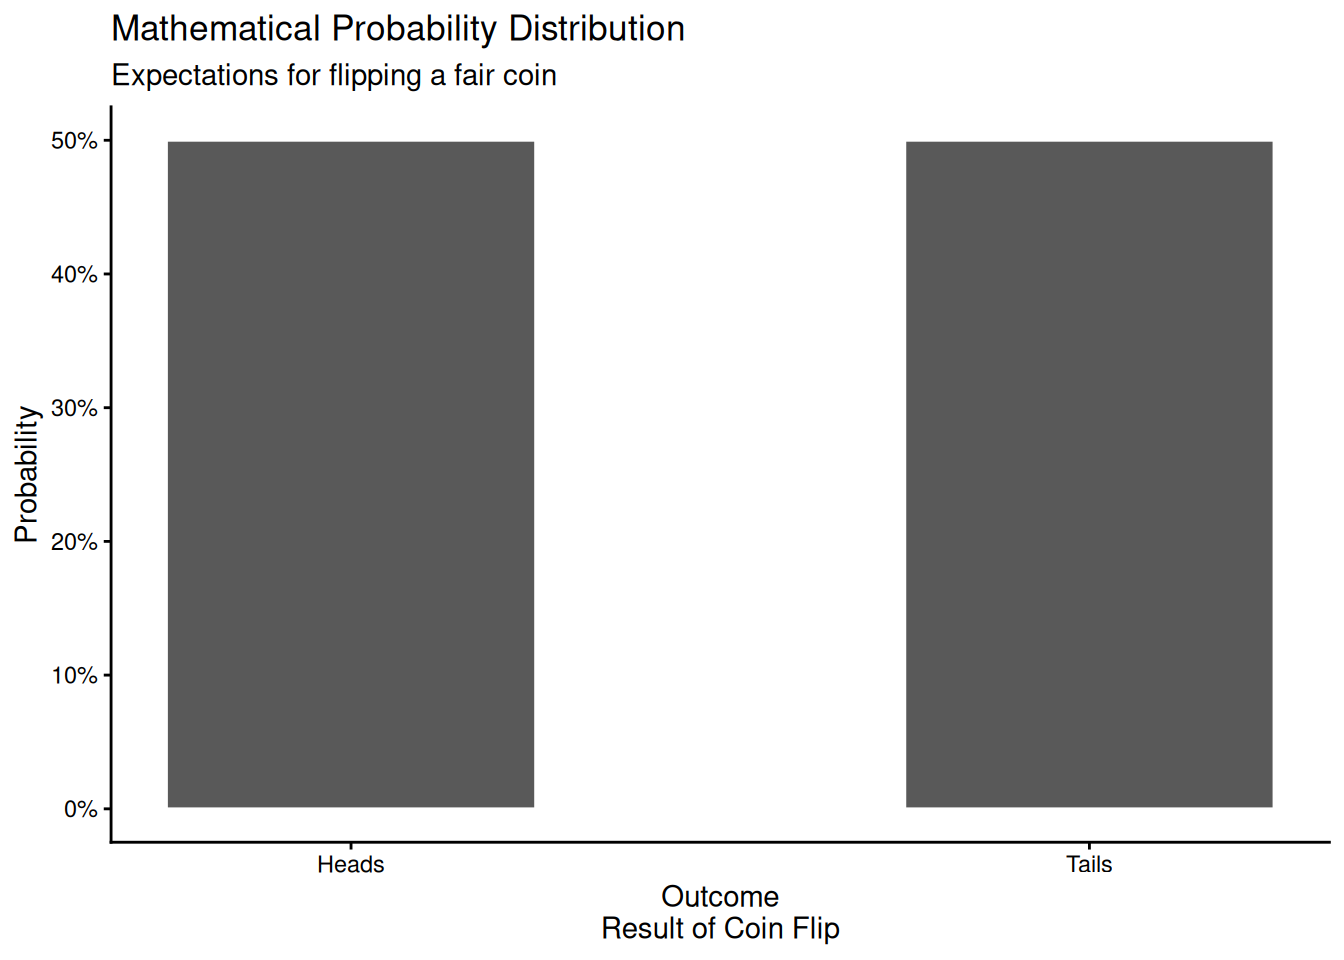 Mathematical Probability Distribution
Expectations for flipping a fair coin
Probability
50%
40%
30%
20%
10%
0%
Heads
Tails
Outcome
Result of Coin Flip